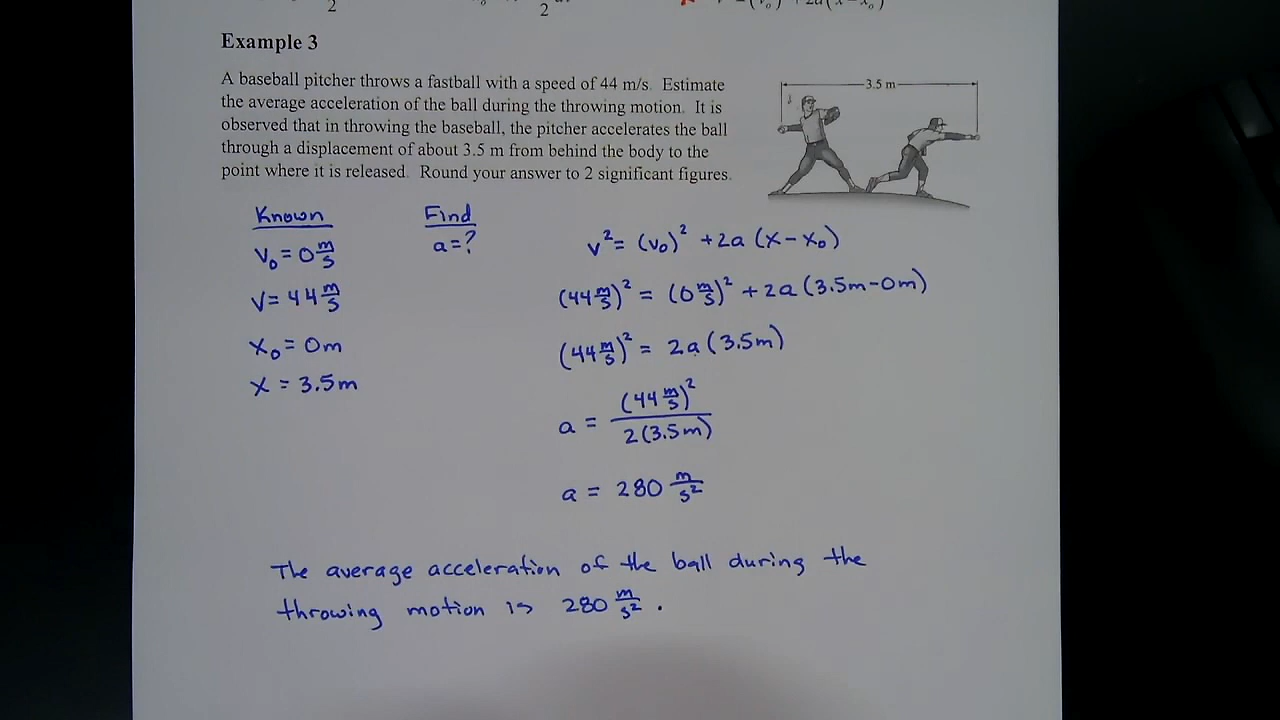 2
2
Example 3
A baseball pitcher throws a fastball with a speed of 44 m/s. Estimate
the average acceleration of the ball during the throwing motion. It is
observed that in throwing the baseball, the pitcher accelerates the ball
through a displacement of about 3.5 m from behind the body to the
point where it is released. Round your answer to 2 significant figures.
3.5 m
Known
v₀ = 0 m/s
v = 44 m/s
x₀ = 0m
x = 3.5m
Find
a = ?
v² = (v₀)² + 2a (x - x₀)
(44 m/s)² = (0 m/s)² + 2a (3.5m - 0m)
(44 m/s)² = 2a (3.5m)
a = (44 m/s)² / 2(3.5m)
a = 280 m/s²
The average acceleration of the ball during the
throwing motion is 280 m/s².